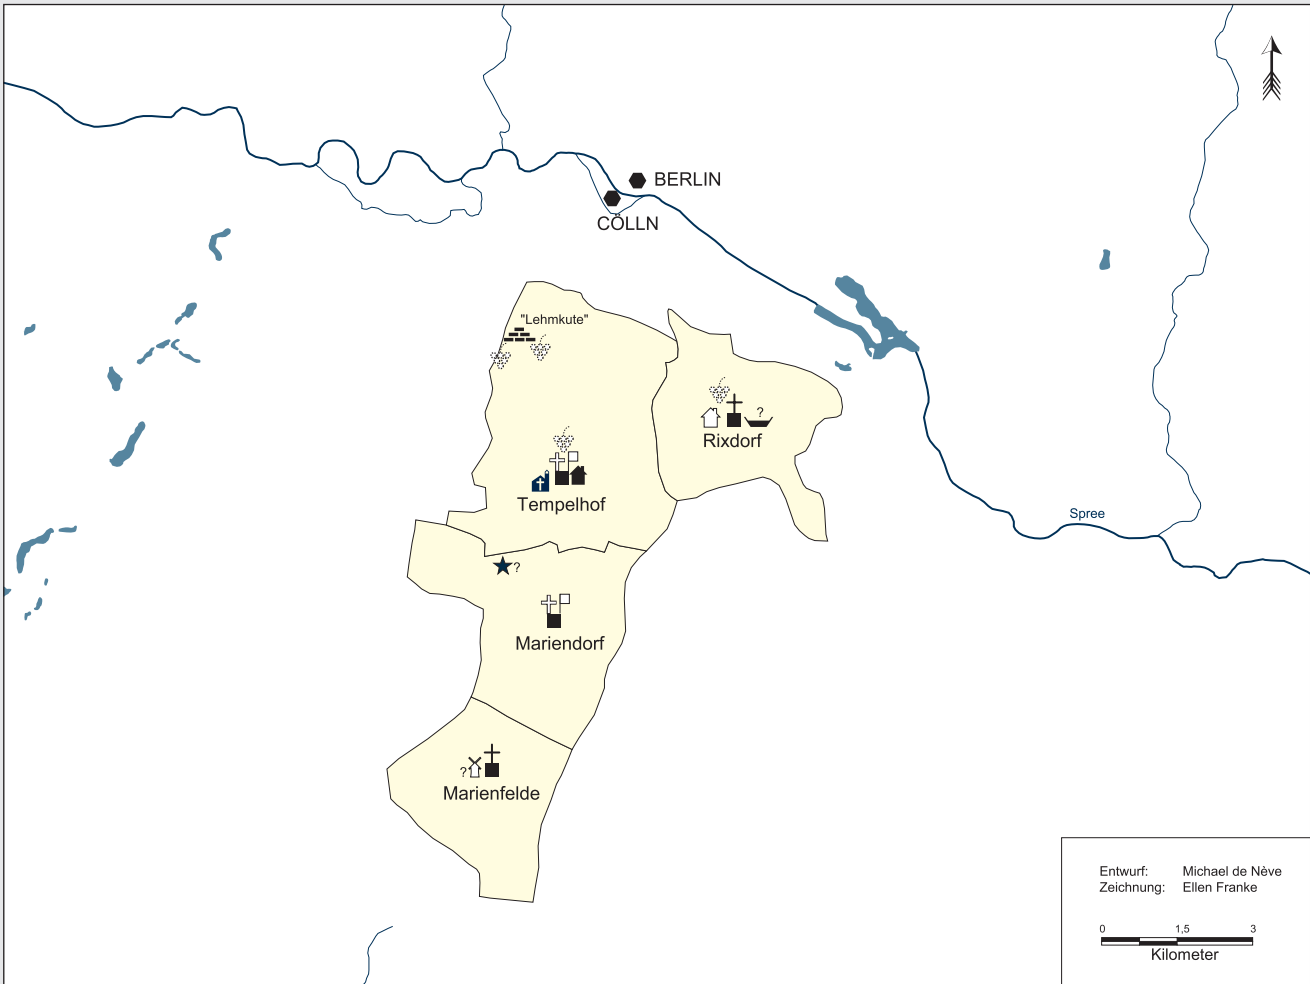 BERLIN
CÖLLN
"Lehmkute"
?
Rixdorf
Tempelhof
Spree
?
Mariendorf
?
Marienfelde
Entwurf: Michael de Nève
Zeichnung: Ellen Franke
0 1,5 3
Kilometer